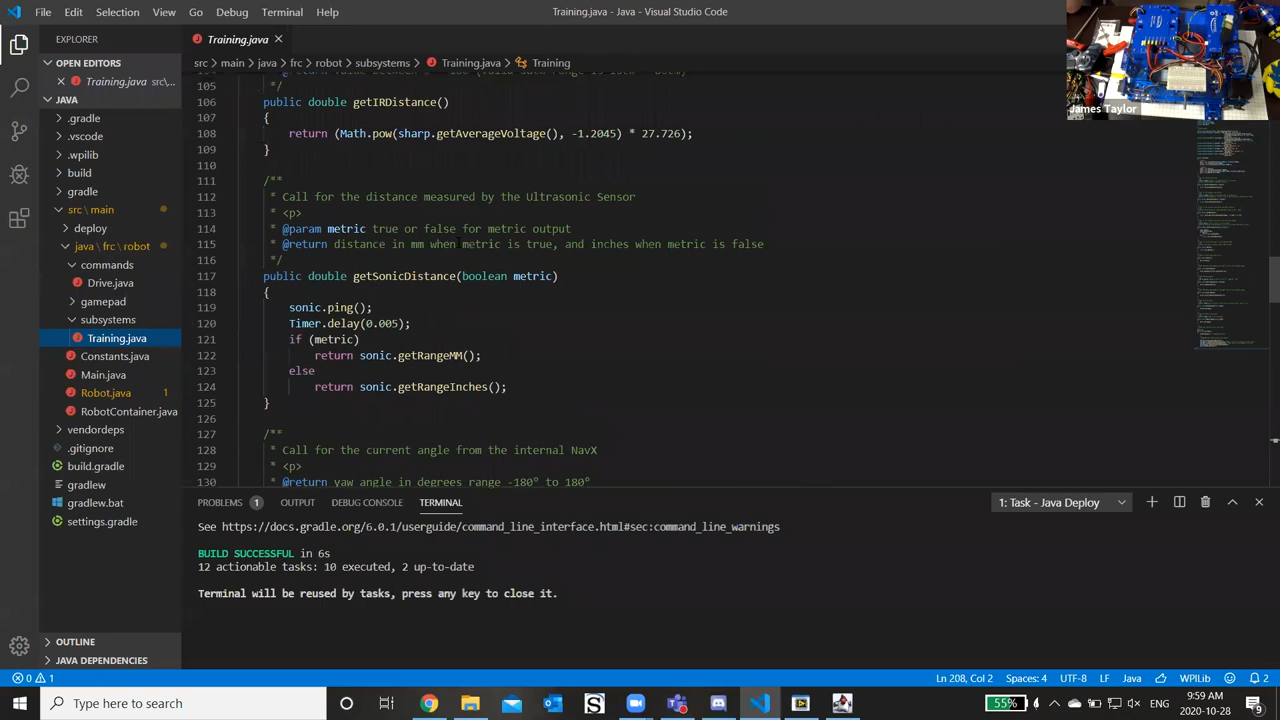 File Edit Selection View Go Debug Terminal Help
Training.java - Java - Visual Studio Code
EXPLORER
OPEN EDITORS
Training.java src\...
JAVA
.gradle
.vscode
.wpilib
build
gradle
src \ main
java \ frc \ robot
commands
Drive.java
gamepad
subsystems
Training.java
Constants.java
Main.java
Robot.java 1
RobotContainer.java
vendordeps
.gitignore
build.gradle
gradlew
gradlew.bat
settings.gradle
OUTLINE
JAVA DEPENDENCIES
Training.java
src > main > java > frc > robot > subsystems > Training.java > Training
105 */
106 public double getIRDistance()
107 {
108 return (Math.pow(sharp.getAverageVoltage(), -1.2045) * 27.726);
109 }
110
111 /**
112 * Call for the distance measured by the Ultrasonic Sensor
113 * <p>
114 * @param metric true or false for metric output
115 * @return distance in mm when metric is true, and inches when metric is false
116 */
117 public double getSonicDistance(boolean metric)
118 {
119 sonic.ping();
120 Timer.delay(0.005);
121 if (metric)
122 return sonic.getRangeMM();
123 else
124 return sonic.getRangeInches();
125 }
126
127 /**
128 * Call for the current angle from the internal NavX
129 * <p>
130 * @return yaw angle in degrees range -180° to 180°
James Taylor
PROBLEMS 1 OUTPUT DEBUG CONSOLE TERMINAL
1: Task - Java Deploy
See https://docs.gradle.org/6.0.1/userguide/command_line_interface.html#sec:command_line_warnings
BUILD SUCCESSFUL in 6s
12 actionable tasks: 10 executed, 2 up-to-date
Terminal will be reused by tasks, press any key to close it.
0 1
Ln 208, Col 2 Spaces: 4 UTF-8 LF Java WPILib 2
Type here to search
55%
ENG
9:59 AM
2020-10-28
9